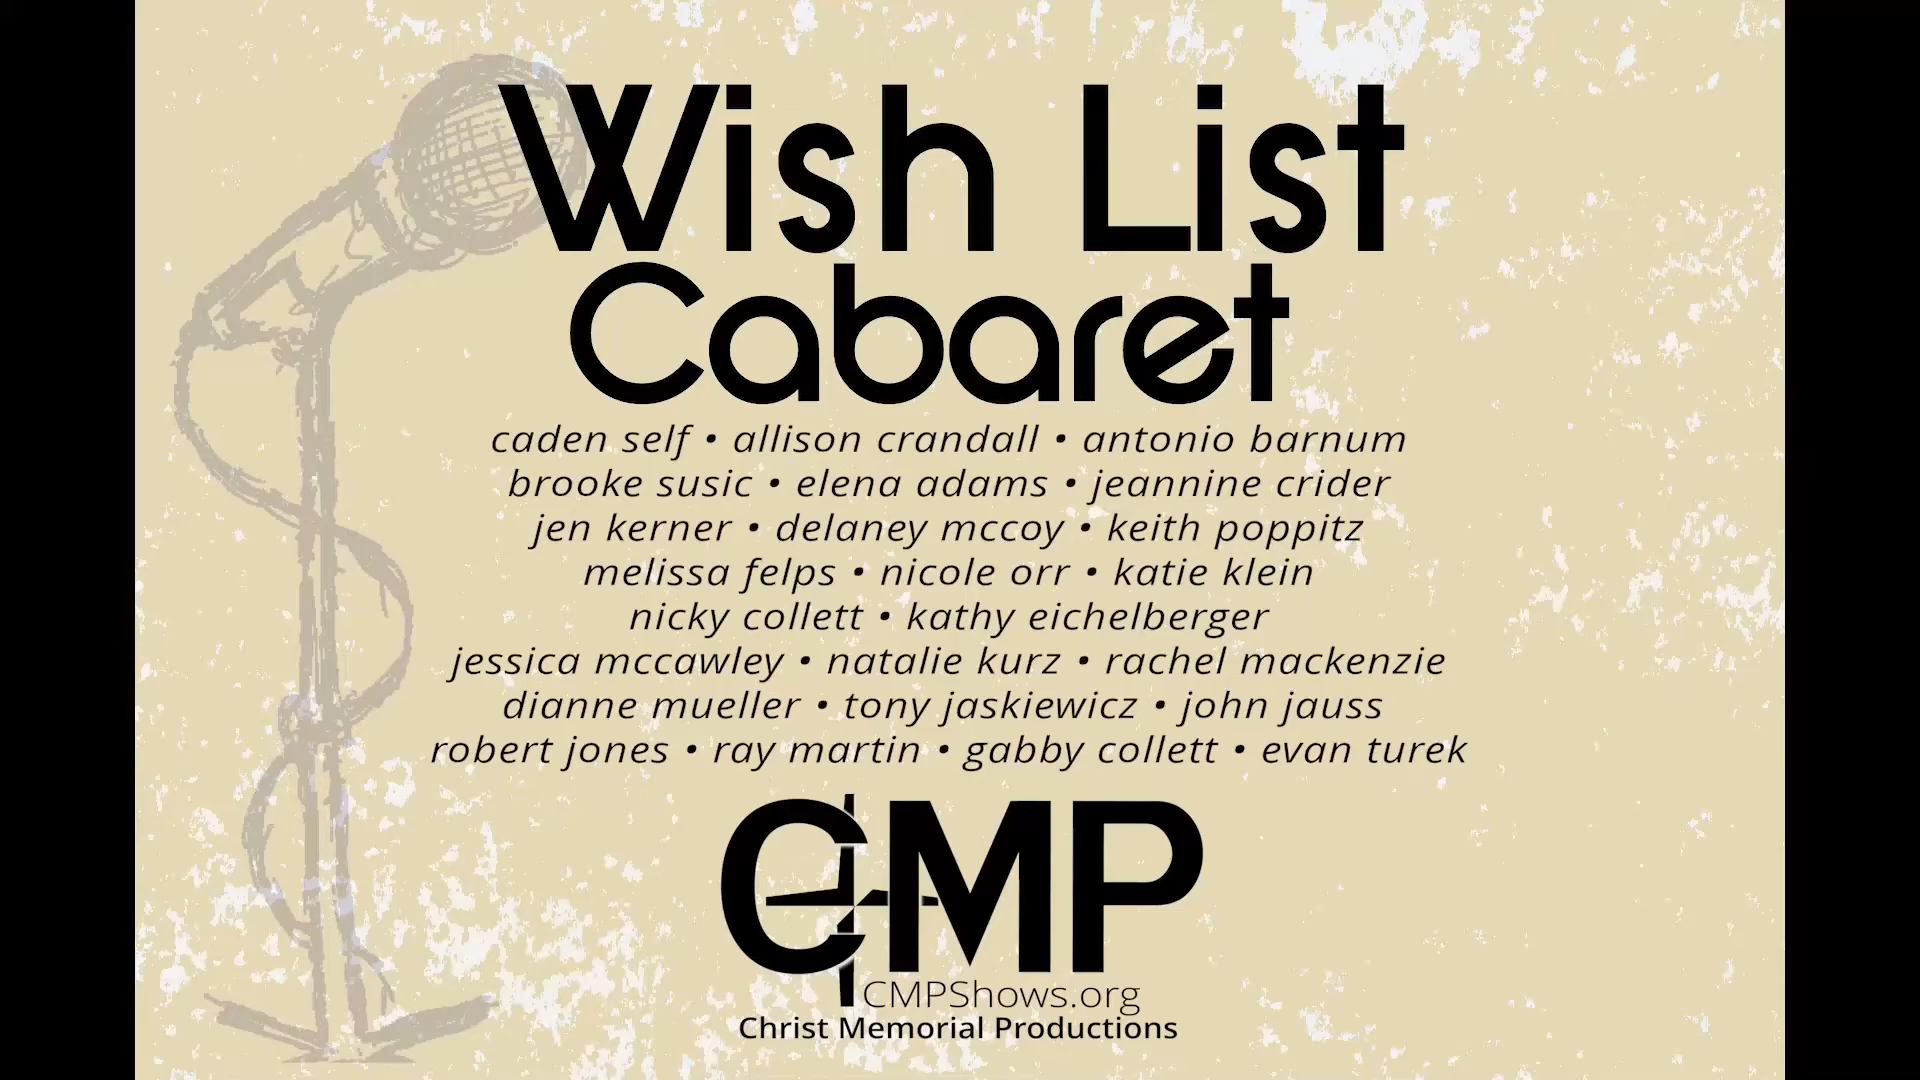 Wish List
Cabaret
caden self • allison crandall • antonio barnum
brooke susic • elena adams • jeannine crider
jen kerner • delaney mccoy • keith poppitz
melissa felps • nicole orr • katie klein
nicky collett • kathy eichelberger
jessica mccawley • natalie kurz • rachel mackenzie
dianne mueller • tony jaskiewicz • john jauss
robert jones • ray martin • gabby collett • evan turek
CMP
CMPShows.org
Christ Memorial Productions